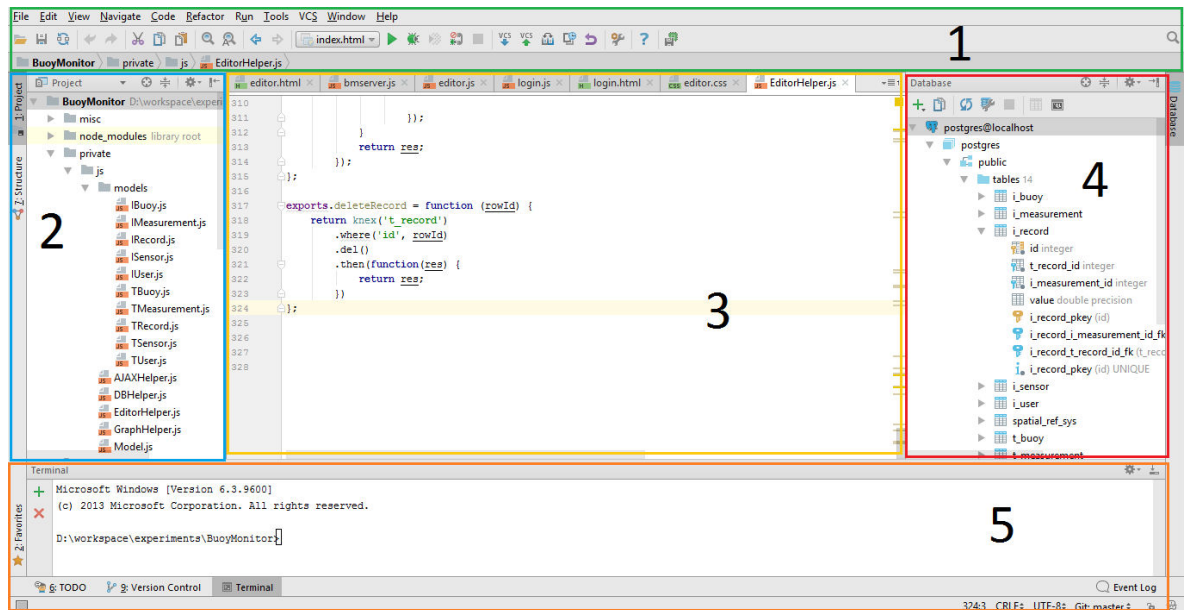 File Edit View Navigate Code Refactor Run Tools VCS Window Help
index.html
VCS VCS
1
BuoyMonitor private js EditorHelper.js
1: Project
7: Structure
2: Favorites
Project
BuoyMonitor D:\workspace\experi
misc
node_modules library root
private
js
models
IBuoy.js
IMeasurement.js
IRecord.js
ISensor.js
IUser.js
TBuoy.js
TMeasurement.js
TRecord.js
TSensor.js
TUser.js
AJAXHelper.js
DBHelper.js
EditorHelper.js
GraphHelper.js
Model.js
2
editor.html bmserver.js editor.js login.js login.html editor.css EditorHelper.js
310
311 });
312 }
313 return res;
314 });
315 };
316
317 exports.deleteRecord = function (rowId) {
318 return knex('t_record')
319 .where('id', rowId)
320 .del()
321 .then(function(res) {
322 return res;
323 })
324 };
325
326
327
328
3
Database
Database
postgres@localhost
postgres
public
tables 14
i_buoy
i_measurement
i_record
id integer
t_record_id integer
i_measurement_id integer
value double precision
i_record_pkey (id)
i_record_i_measurement_id_fk
i_record_t_record_id_fk (t_reco
i_record_pkey (id) UNIQUE
i_sensor
i_user
spatial_ref_sys
t_buoy
t_measurement
4
Terminal
Microsoft Windows [Version 6.3.9600]
(c) 2013 Microsoft Corporation. All rights reserved.
D:\workspace\experiments\BuoyMonitor>
5
6: TODO 9: Version Control Terminal Event Log
324:3 CRLF UTF-8 Git: master